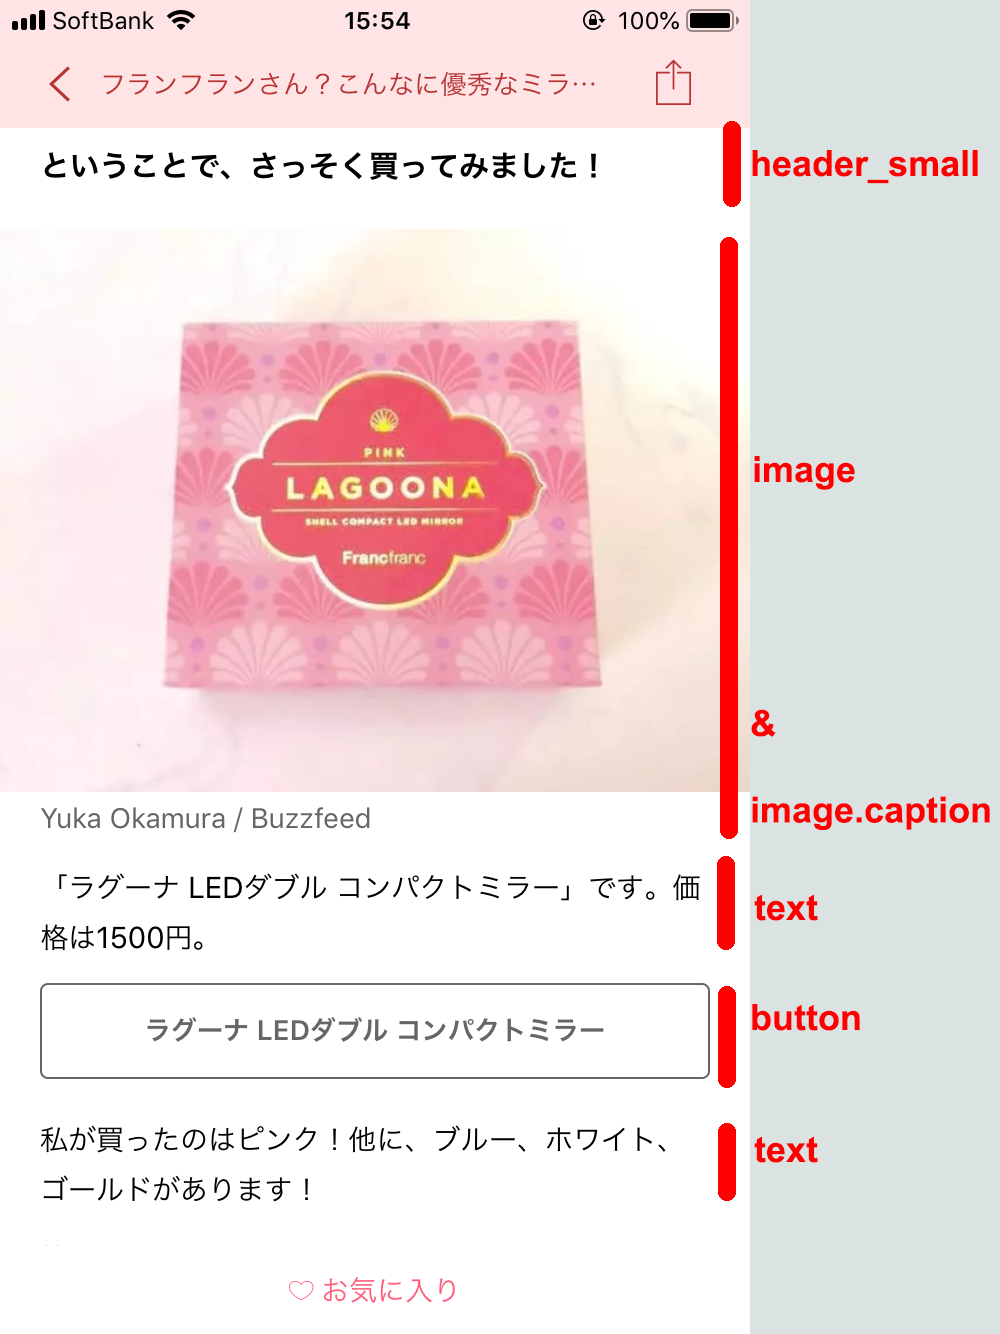 SoftBank 15:54 100%
フランフランさん？こんなに優秀なミラ…
ということで、さっそく買ってみました！
header_small
PINK
LAGOONA
SHELL COMPACT LED MIRROR
Francfranc
image
&
Yuka Okamura / Buzzfeed
image.caption
「ラグーナ LEDダブル コンパクトミラー」です。価
格は1500円。
text
ラグーナ LEDダブル コンパクトミラー
button
私が買ったのはピンク！他に、ブルー、ホワイト、
ゴールドがあります！
text
♡ お気に入り